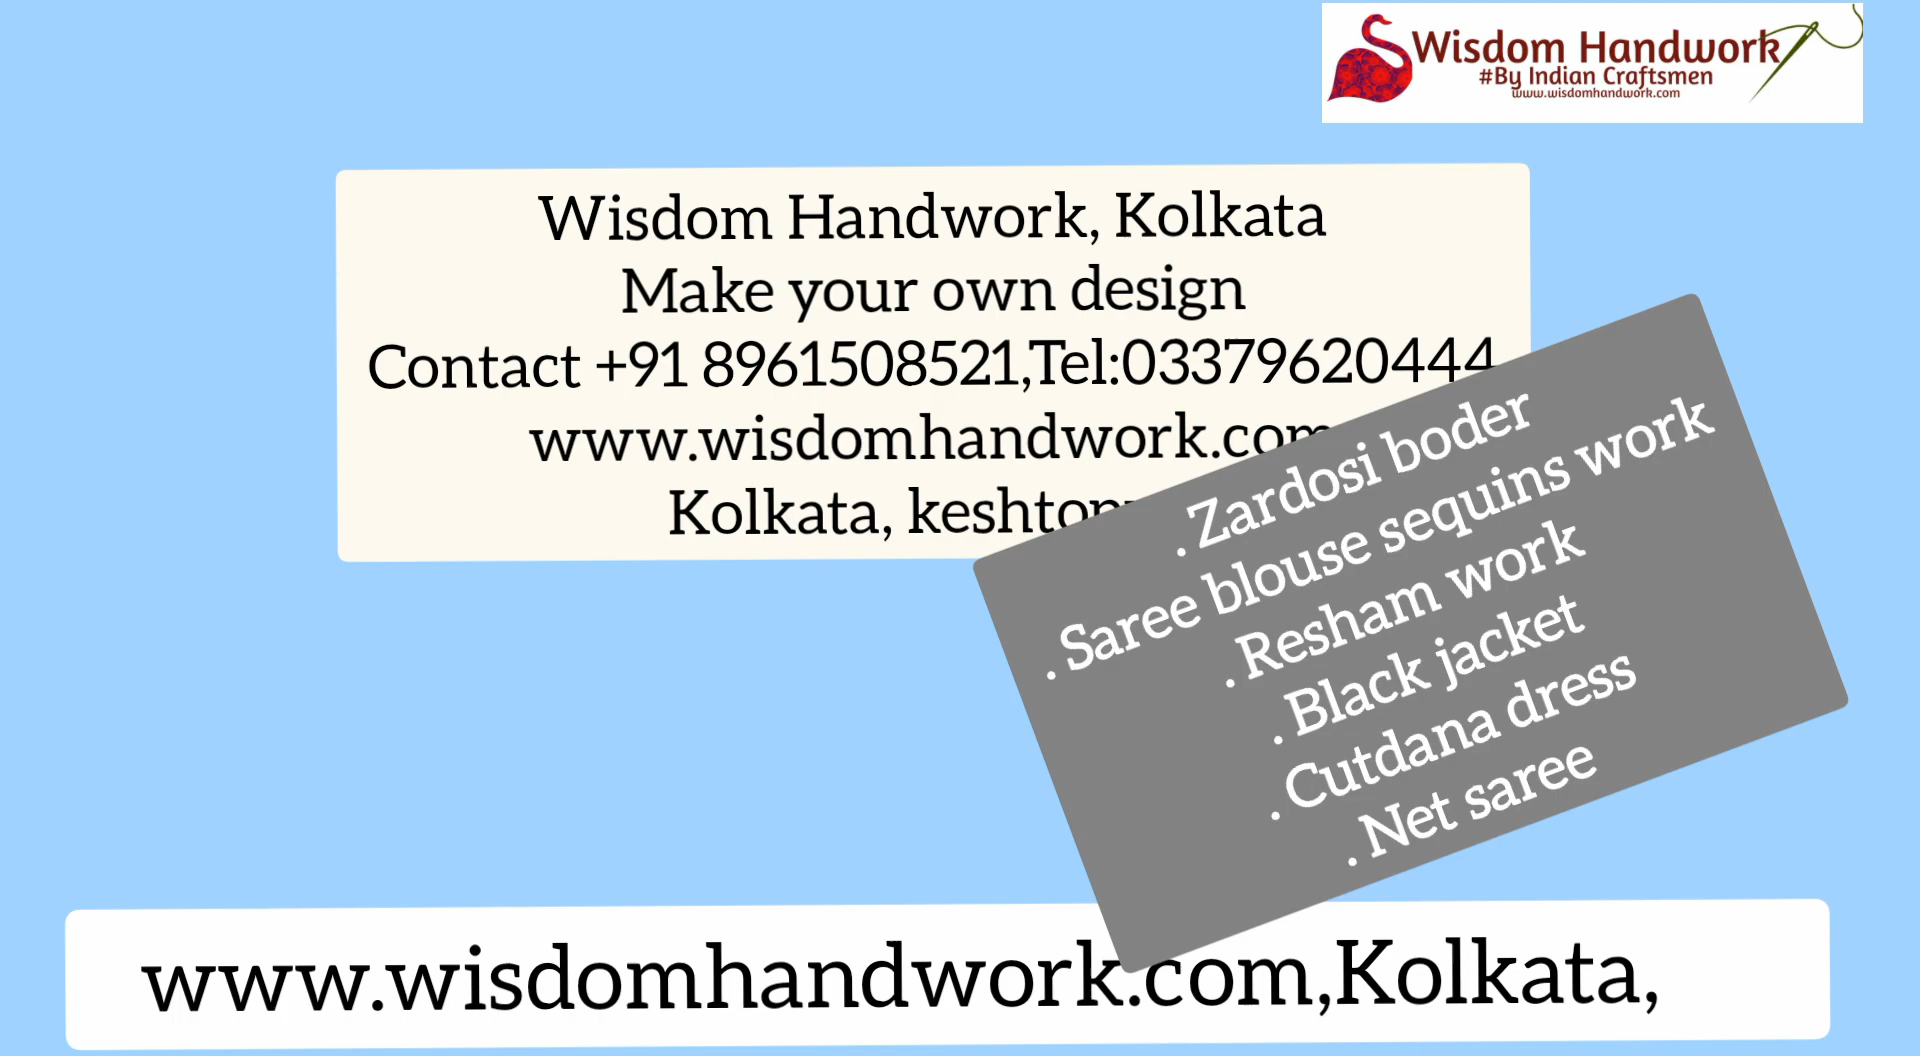 Wisdom Handwork
#By Indian Craftsmen
www.wisdomhandwork.com
Wisdom Handwork, Kolkata
Make your own design
Contact +91 8961508521,Tel:03379620444
www.wisdomhandwork.com
Kolkata,
. Zardosi boder
. Saree blouse sequins work
. Resham work
. Black jacket
. Cutdana dress
. Net saree
www.wisdomhandwork.com,Kolkata,